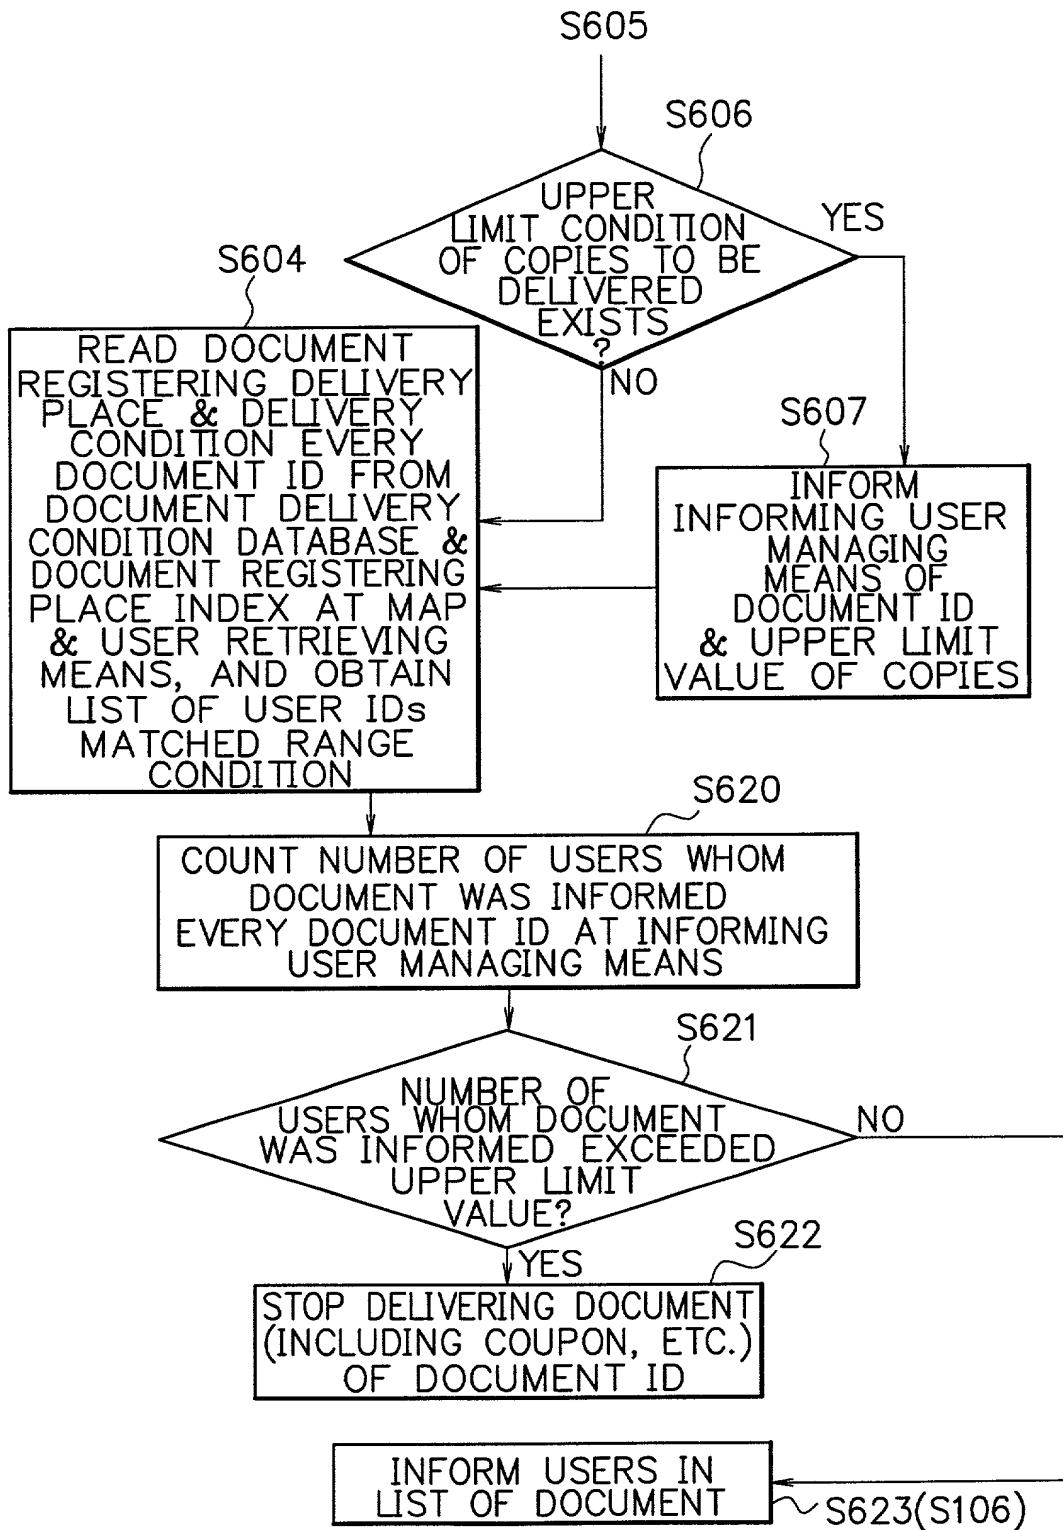 S605
S606
UPPER
LIMIT CONDITION
OF COPIES TO BE
DELIVERED
EXISTS
?
YES
NO
S604
READ DOCUMENT
REGISTERING DELIVERY
PLACE & DELIVERY
CONDITION EVERY
DOCUMENT ID FROM
DOCUMENT DELIVERY
CONDITION DATABASE &
DOCUMENT REGISTERING
PLACE INDEX AT MAP
& USER RETRIEVING
MEANS, AND OBTAIN
LIST OF USER IDs
MATCHED RANGE
CONDITION
S607
INFORM
INFORMING USER
MANAGING
MEANS OF
DOCUMENT ID
& UPPER LIMIT
VALUE OF COPIES
S620
COUNT NUMBER OF USERS WHOM
DOCUMENT WAS INFORMED
EVERY DOCUMENT ID AT INFORMING
USER MANAGING MEANS
S621
NUMBER OF
USERS WHOM DOCUMENT
WAS INFORMED EXCEEDED
UPPER LIMIT
VALUE?
NO
YES
S622
STOP DELIVERING DOCUMENT
(INCLUDING COUPON, ETC.)
OF DOCUMENT ID
INFORM USERS IN
LIST OF DOCUMENT
S623(S106)